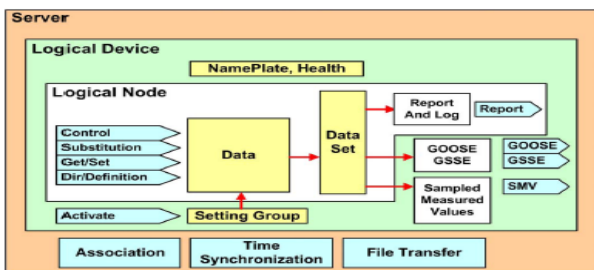 Server
Logical Device
NamePlate, Health
Logical Node
Report
And Log
Report
Control
Substitution
Get/Set
Dir/Definition
Data
Data
Set
GOOSE
GSSE
GOOSE
GSSE
Sampled
Measured
Values
SMV
Activate
Setting Group
Association
Time
Synchronization
File Transfer